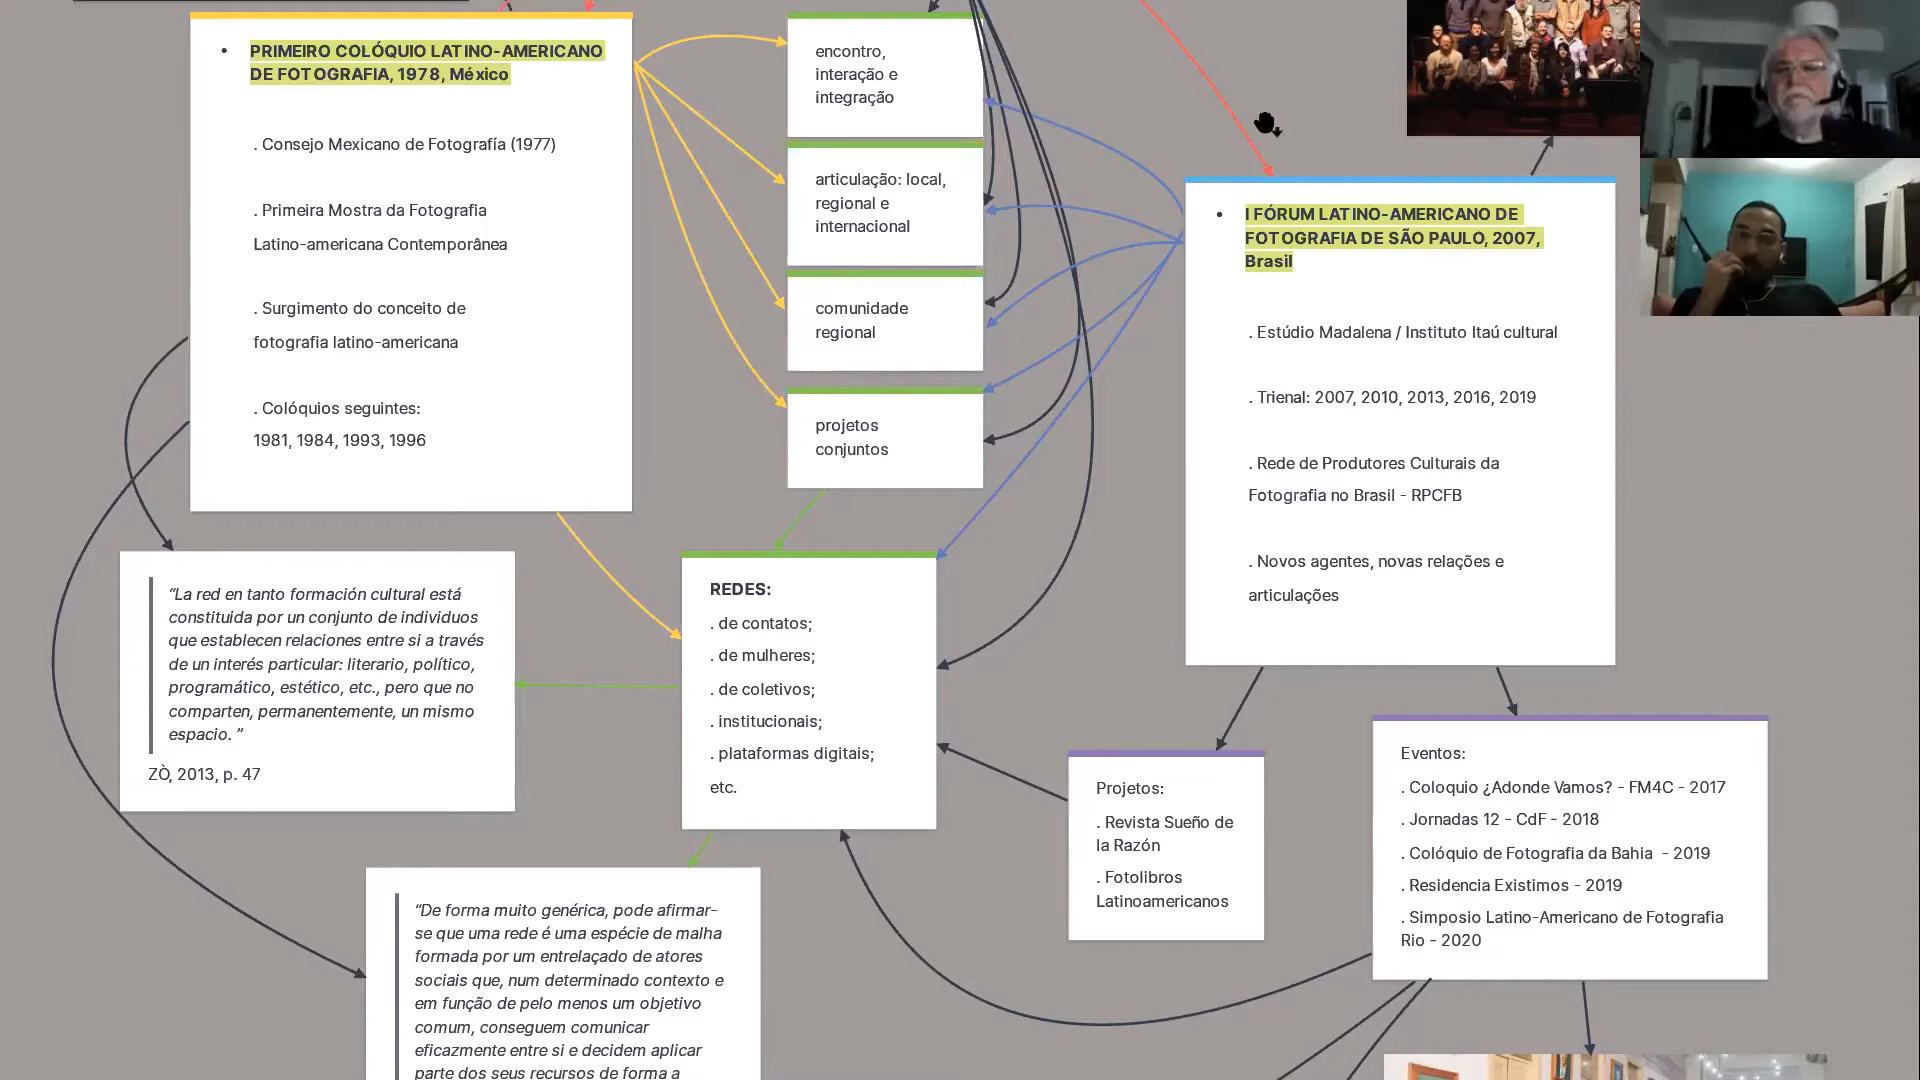 PRIMEIRO COLÓQUIO LATINO-AMERICANO
DE FOTOGRAFIA, 1978, México
. Consejo Mexicano de Fotografía (1977)
. Primeira Mostra da Fotografia
Latino-americana Contemporânea
. Surgimento do conceito de
fotografia latino-americana
. Colóquios seguintes:
1981, 1984, 1993, 1996
encontro,
interação e
integração
articulação: local,
regional e
internacional
comunidade
regional
projetos
conjuntos
I FÓRUM LATINO-AMERICANO DE
FOTOGRAFIA DE SÃO PAULO, 2007,
Brasil
. Estúdio Madalena / Instituto Itaú cultural
. Trienal: 2007, 2010, 2013, 2016, 2019
. Rede de Produtores Culturais da
Fotografia no Brasil - RPCFB
. Novos agentes, novas relações e
articulações
“La red en tanto formación cultural está
constituida por un conjunto de individuos
que establecen relaciones entre si a través
de un interés particular: literario, político,
programático, estético, etc., pero que no
comparten, permanentemente, un mismo
espacio. ”
ZÒ, 2013, p. 47
REDES:
. de contatos;
. de mulheres;
. de coletivos;
. institucionais;
. plataformas digitais;
etc.
Projetos:
. Revista Sueño de
la Razón
. Fotolibros
Latinoamericanos
Eventos:
. Coloquio ¿Adonde Vamos? - FM4C - 2017
. Jornadas 12 - CdF - 2018
. Colóquio de Fotografia da Bahia - 2019
. Residencia Existimos - 2019
. Simposio Latino-Americano de Fotografia
Rio - 2020
“De forma muito genérica, pode afirmar-
se que uma rede é uma espécie de malha
formada por um entrelaçado de atores
sociais que, num determinado contexto e
em função de pelo menos um objetivo
comum, conseguem comunicar
eficazmente entre si e decidem aplicar
parte dos seus recursos de forma a